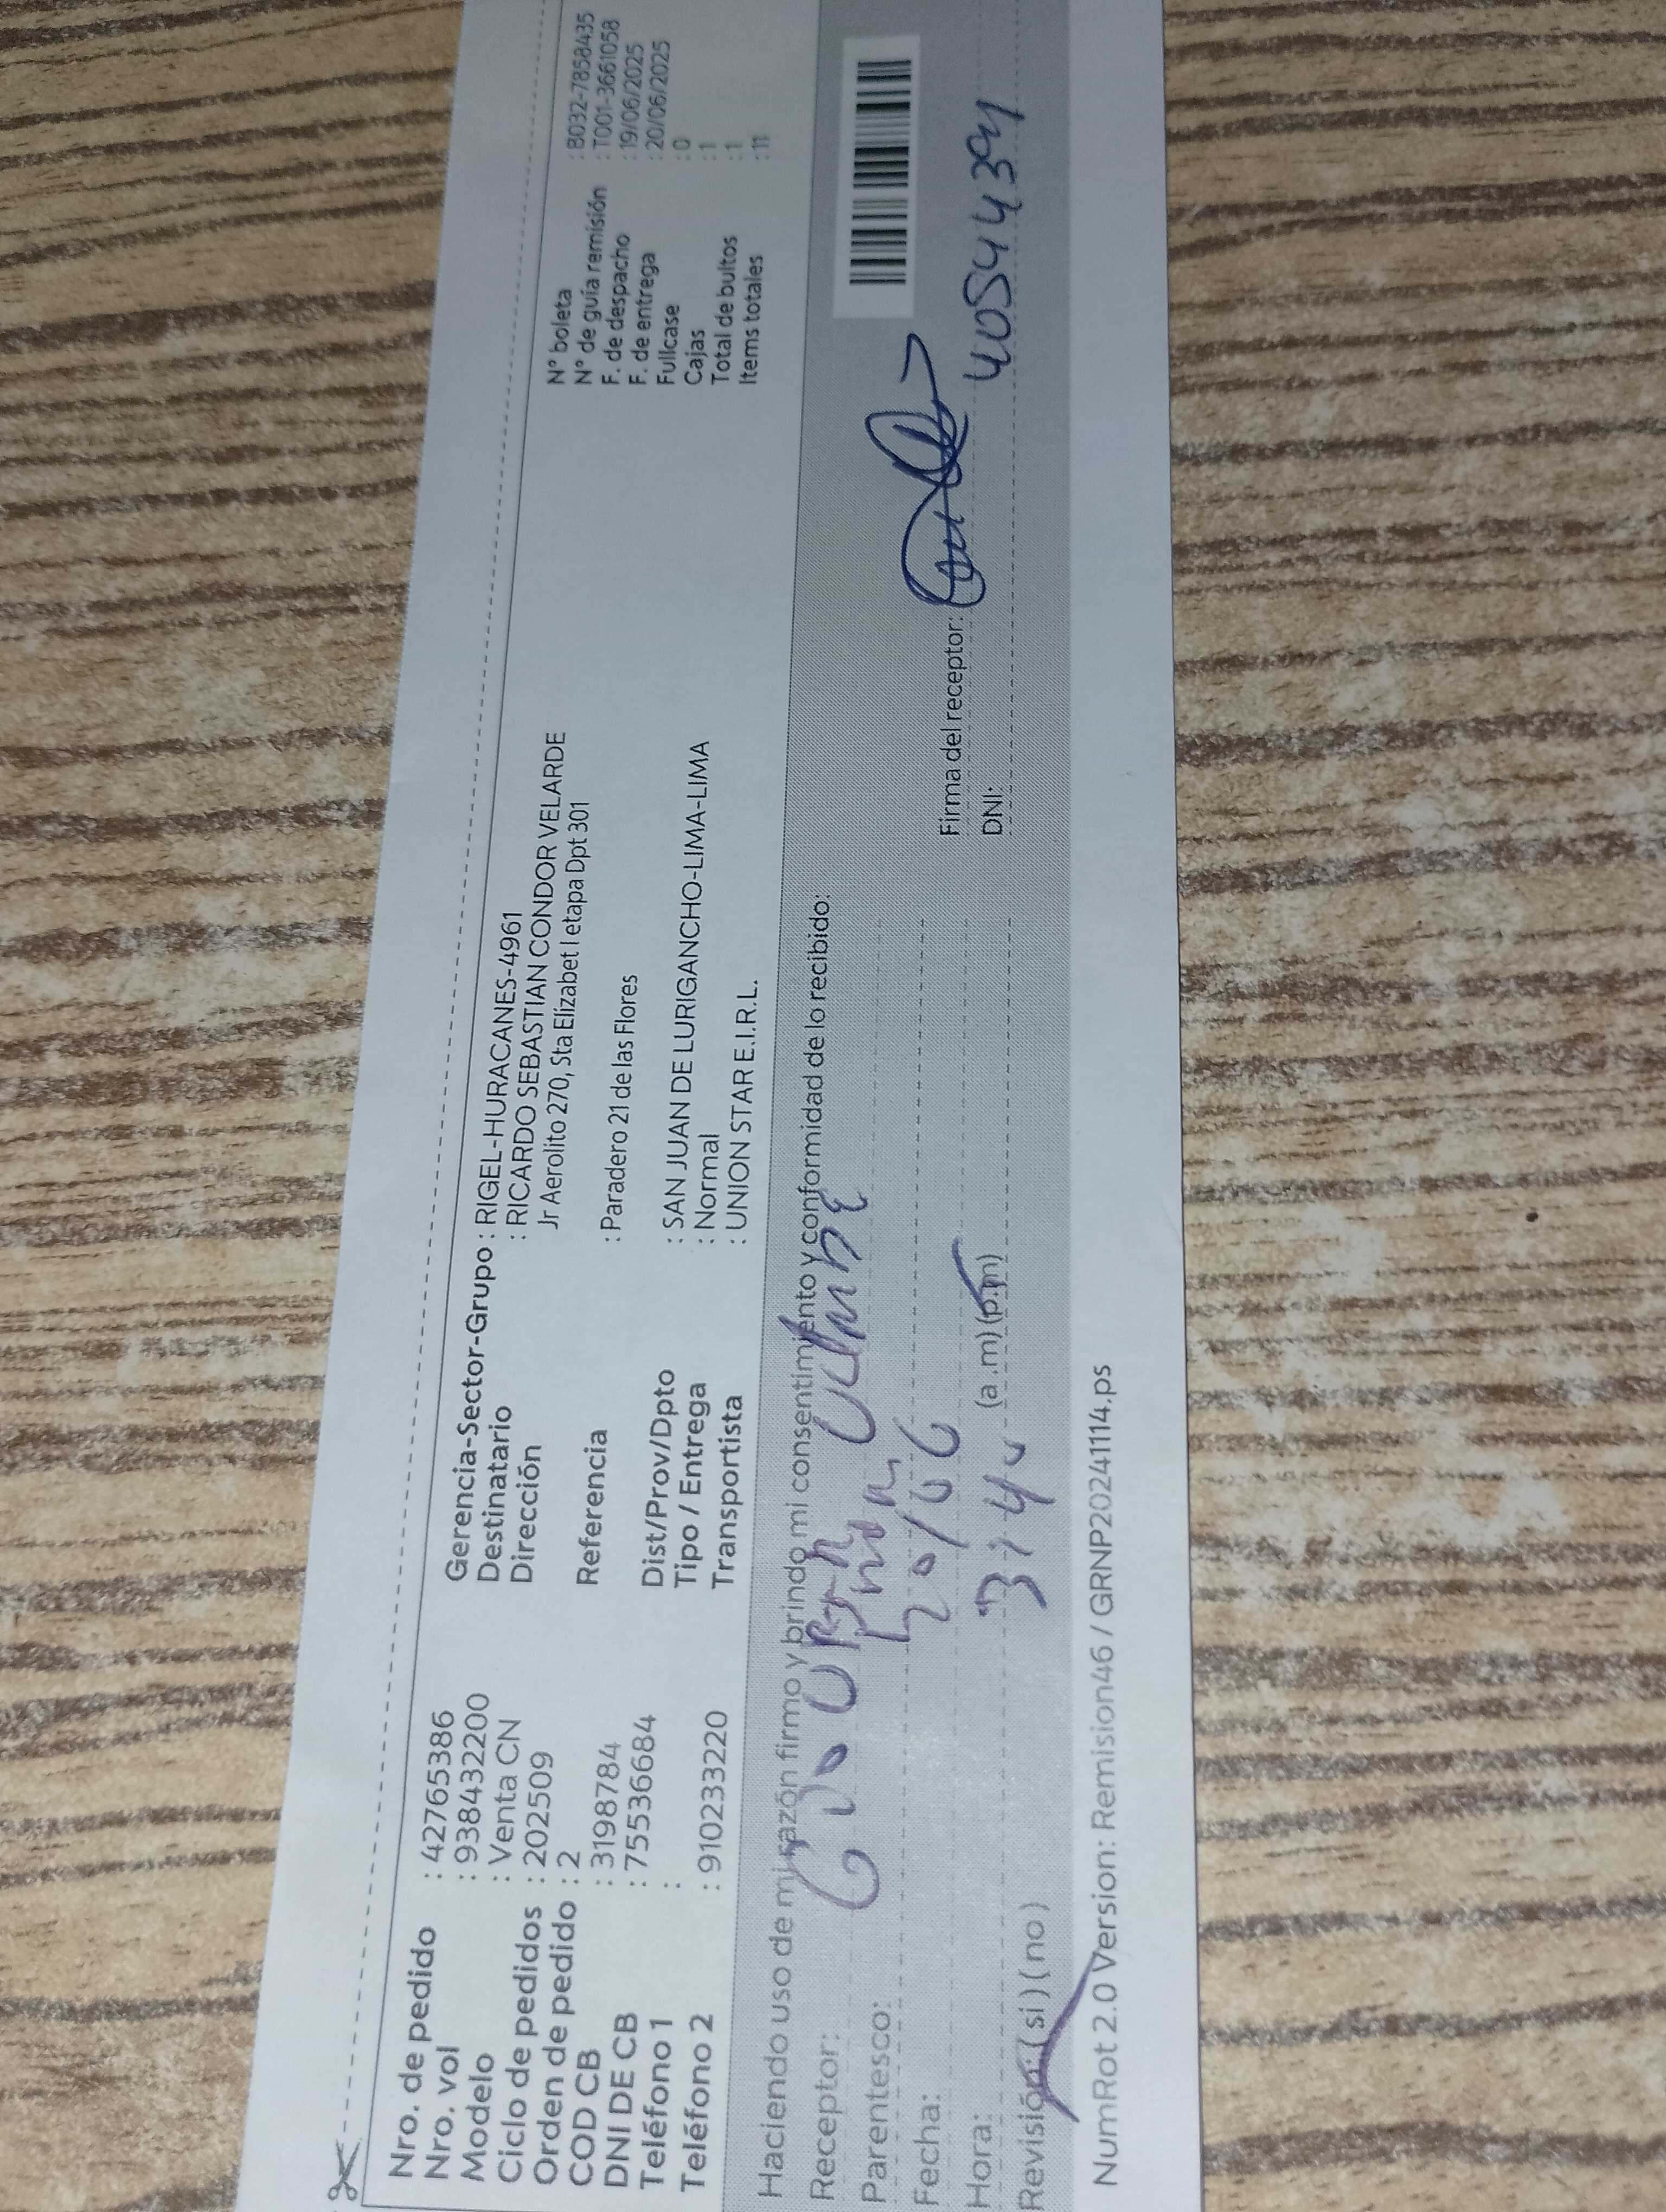 Nro. de pedido : 42765386
Nro. vol : 938432200
Modelo : Venta CN
Ciclo de pedidos : 202509
Orden de pedido : 2
COD CB : 3198784
DNI DE CB : 75536684
Teléfono 1 :
Teléfono 2 : 910233220
Gerencia-Sector-Grupo : RIGEL-HURACANES-4961
Destinatario : RICARDO SEBASTIAN CONDOR VELARDE
Dirección Jr Aerolito 270, Sta Elizabet I etapa Dpt 301
Referencia : Paradero 21 de las Flores
Dist/Prov/Dpto : SAN JUAN DE LURIGANCHO-LIMA-LIMA
Tipo / Entrega : Normal
Transportista : UNION STAR E.I.R.L.
N° boleta : B032-7858435
N° de guía remisión : T001-3661058
F. de despacho : 19/06/2025
F. de entrega : 20/06/2025
Fullcase : 0
Cajas : 1
Total de bultos : 1
Items totales : 11
Haciendo uso de mi razón firmo y brindo mi consentimiento y conformidad de lo recibido:
Receptor:
Parentesco:
Fecha: 20/06
Hora: 3:40 (a .m) (p.m)
Revisión: (si) (no)
Firma del receptor:
DNI: 40544394
NumRot 2.0 Version: Remision46 / GRNP20241114.ps